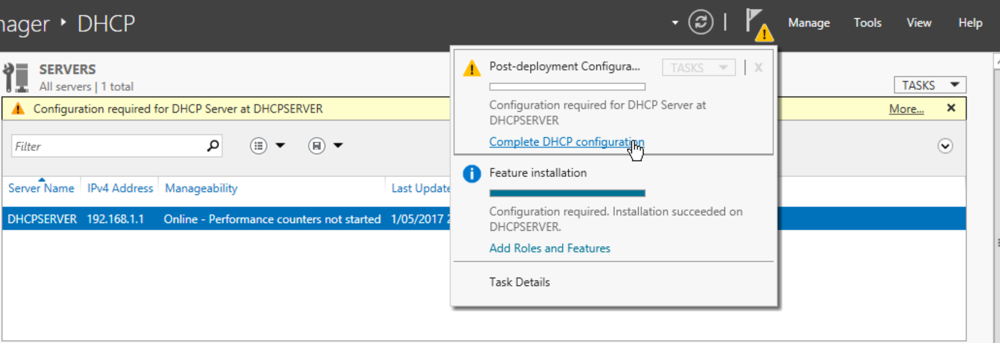 nager ‣ DHCP
Manage Tools View Help
SERVERS
All servers | 1 total
TASKS
Configuration required for DHCP Server at DHCPSERVER
More...
Filter
Server Name IPv4 Address Manageability Last Update
DHCPSERVER 192.168.1.1 Online - Performance counters not started 1/05/2017 2
Post-deployment Configura... TASKS | X
Configuration required for DHCP Server at
DHCPSERVER
Complete DHCP configuration
Feature installation
Configuration required. Installation succeeded on
DHCPSERVER.
Add Roles and Features
Task Details